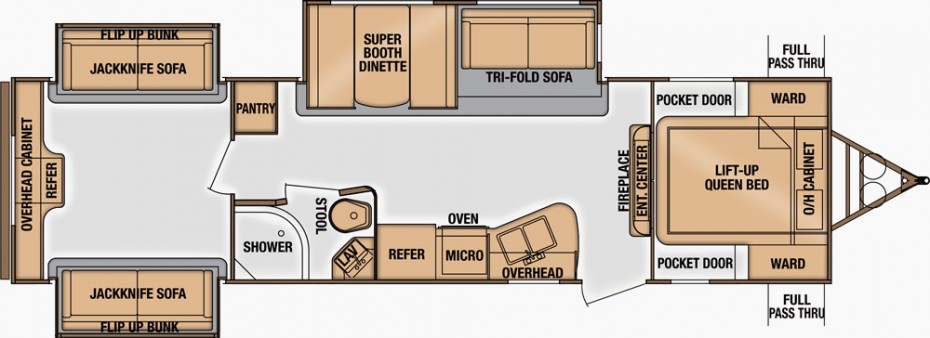 FLIP UP BUNK
JACKKNIFE SOFA
SUPER
BOOTH
DINETTE
TRI-FOLD SOFA
FULL
PASS THRU
PANTRY
POCKET DOOR
WARD
OVERHEAD CABINET
REFER
FIREPLACE
ENT. CENTER
LIFT-UP
QUEEN BED
O/H CABINET
STOOL
SHOWER
LAV
REFER
OVEN
MICRO
OVERHEAD
POCKET DOOR
WARD
JACKKNIFE SOFA
FLIP UP BUNK
FULL
PASS THRU